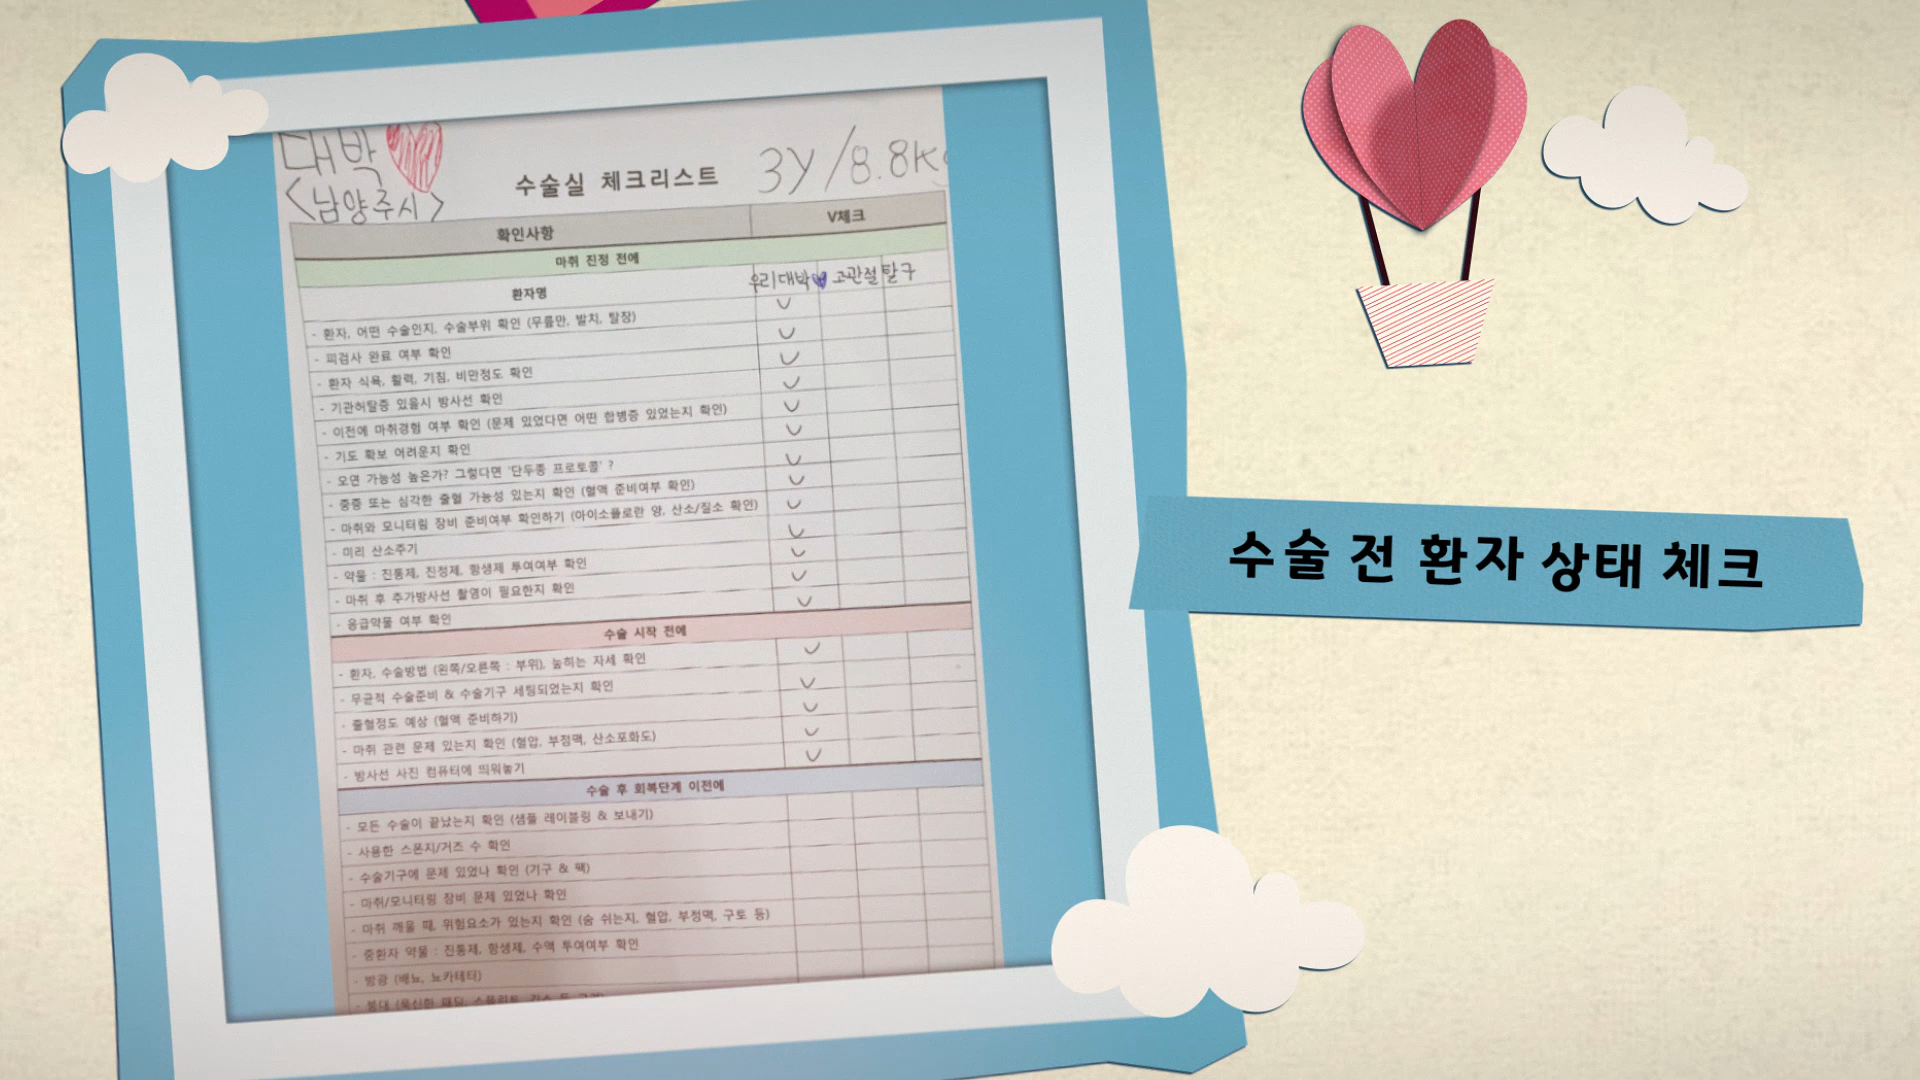 대박
<남양주시>
수술실 체크리스트
3Y/8.8Kg
확인사항
V체크
마취 진정 전에
환자명
우리대박 고관절탈구
- 환자, 어떤 수술인지, 수술부위 확인 (무릎만, 발치, 탈장)
- 피검사 완료 여부 확인
- 환자 식욕, 활력, 기침, 비만정도 확인
- 기관허탈증 있을시 방사선 확인
- 이전에 마취경험 여부 확인 (문제 있었다면 어떤 합병증 있었는지 확인)
- 기도 확보 어려운지 확인
- 오연 가능성 높은가? 그렇다면 '단두종 프로토콜' ?
- 중증 또는 심각한 출혈 가능성 있는지 확인 (혈액 준비여부 확인)
- 마취와 모니터링 장비 준비여부 확인하기 (아이소플로란 양, 산소/질소 확인)
- 미리 산소주기
- 약물 : 진통제, 진정제, 항생제 투여여부 확인
- 마취 후 추가방사선 촬영이 필요한지 확인
- 응급약물 여부 확인
수술 시작 전에
- 환자, 수술방법 (왼쪽/오른쪽 : 부위), 눕히는 자세 확인
- 무균적 수술준비 & 수술기구 세팅되었는지 확인
- 출혈정도 예상 (혈액 준비하기)
- 마취 관련 문제 있는지 확인 (혈압, 부정맥, 산소포화도)
- 방사선 사진 컴퓨터에 띄워놓기
수술 후 회복단계 이전에
- 모든 수술이 끝났는지 확인 (샘플 레이블링 & 보내기)
- 사용한 스폰지/거즈 수 확인
- 수술기구에 문제 있었나 확인 (기구 & 팩)
- 마취/모니터링 장비 문제 있었나 확인
- 마취 깨울 때, 위험요소가 있는지 확인 (숨 쉬는지, 혈압, 부정맥, 구토 등)
- 중환자 약물 : 진통제, 항생제, 수액 투여여부 확인
- 방광 (배뇨, 뇨카테터)
- 붕대
수술 전 환자 상태 체크